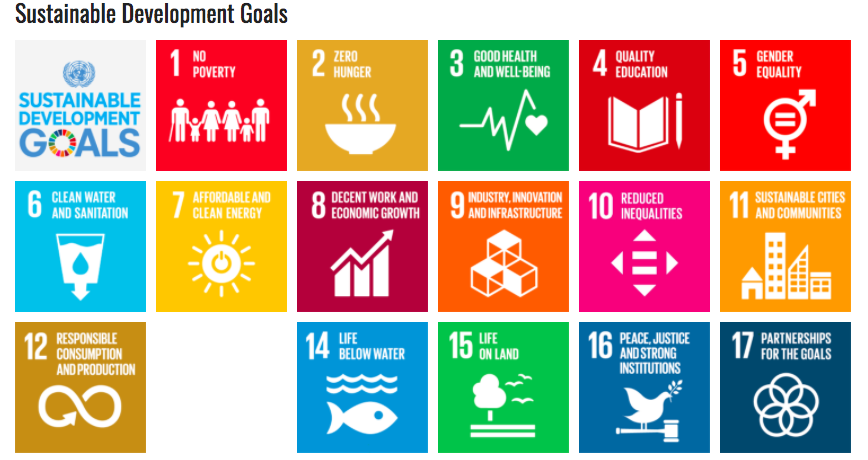 Sustainable Development Goals
SUSTAINABLE
DEVELOPMENT
GOALS
1 NO
POVERTY
2 ZERO
HUNGER
3 GOOD HEALTH
AND WELL-BEING
4 QUALITY
EDUCATION
5 GENDER
EQUALITY
6 CLEAN WATER
AND SANITATION
7 AFFORDABLE AND
CLEAN ENERGY
8 DECENT WORK AND
ECONOMIC GROWTH
9 INDUSTRY, INNOVATION
AND INFRASTRUCTURE
10 REDUCED
INEQUALITIES
11 SUSTAINABLE CITIES
AND COMMUNITIES
12 RESPONSIBLE
CONSUMPTION
AND PRODUCTION
14 LIFE
BELOW WATER
15 LIFE
ON LAND
16 PEACE, JUSTICE
AND STRONG
INSTITUTIONS
17 PARTNERSHIPS
FOR THE GOALS